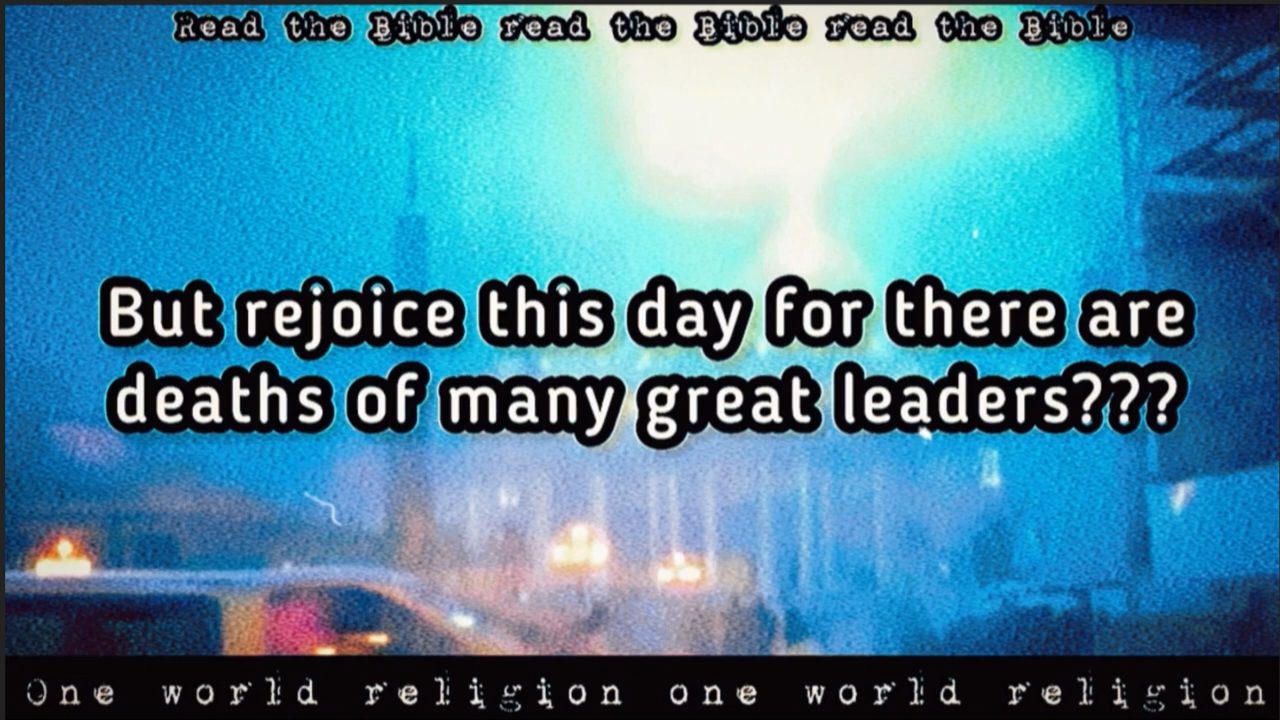 Read the Bible read the Bible read the Bible
But rejoice this day for there are
deaths of many great leaders???
One world religion one world religion